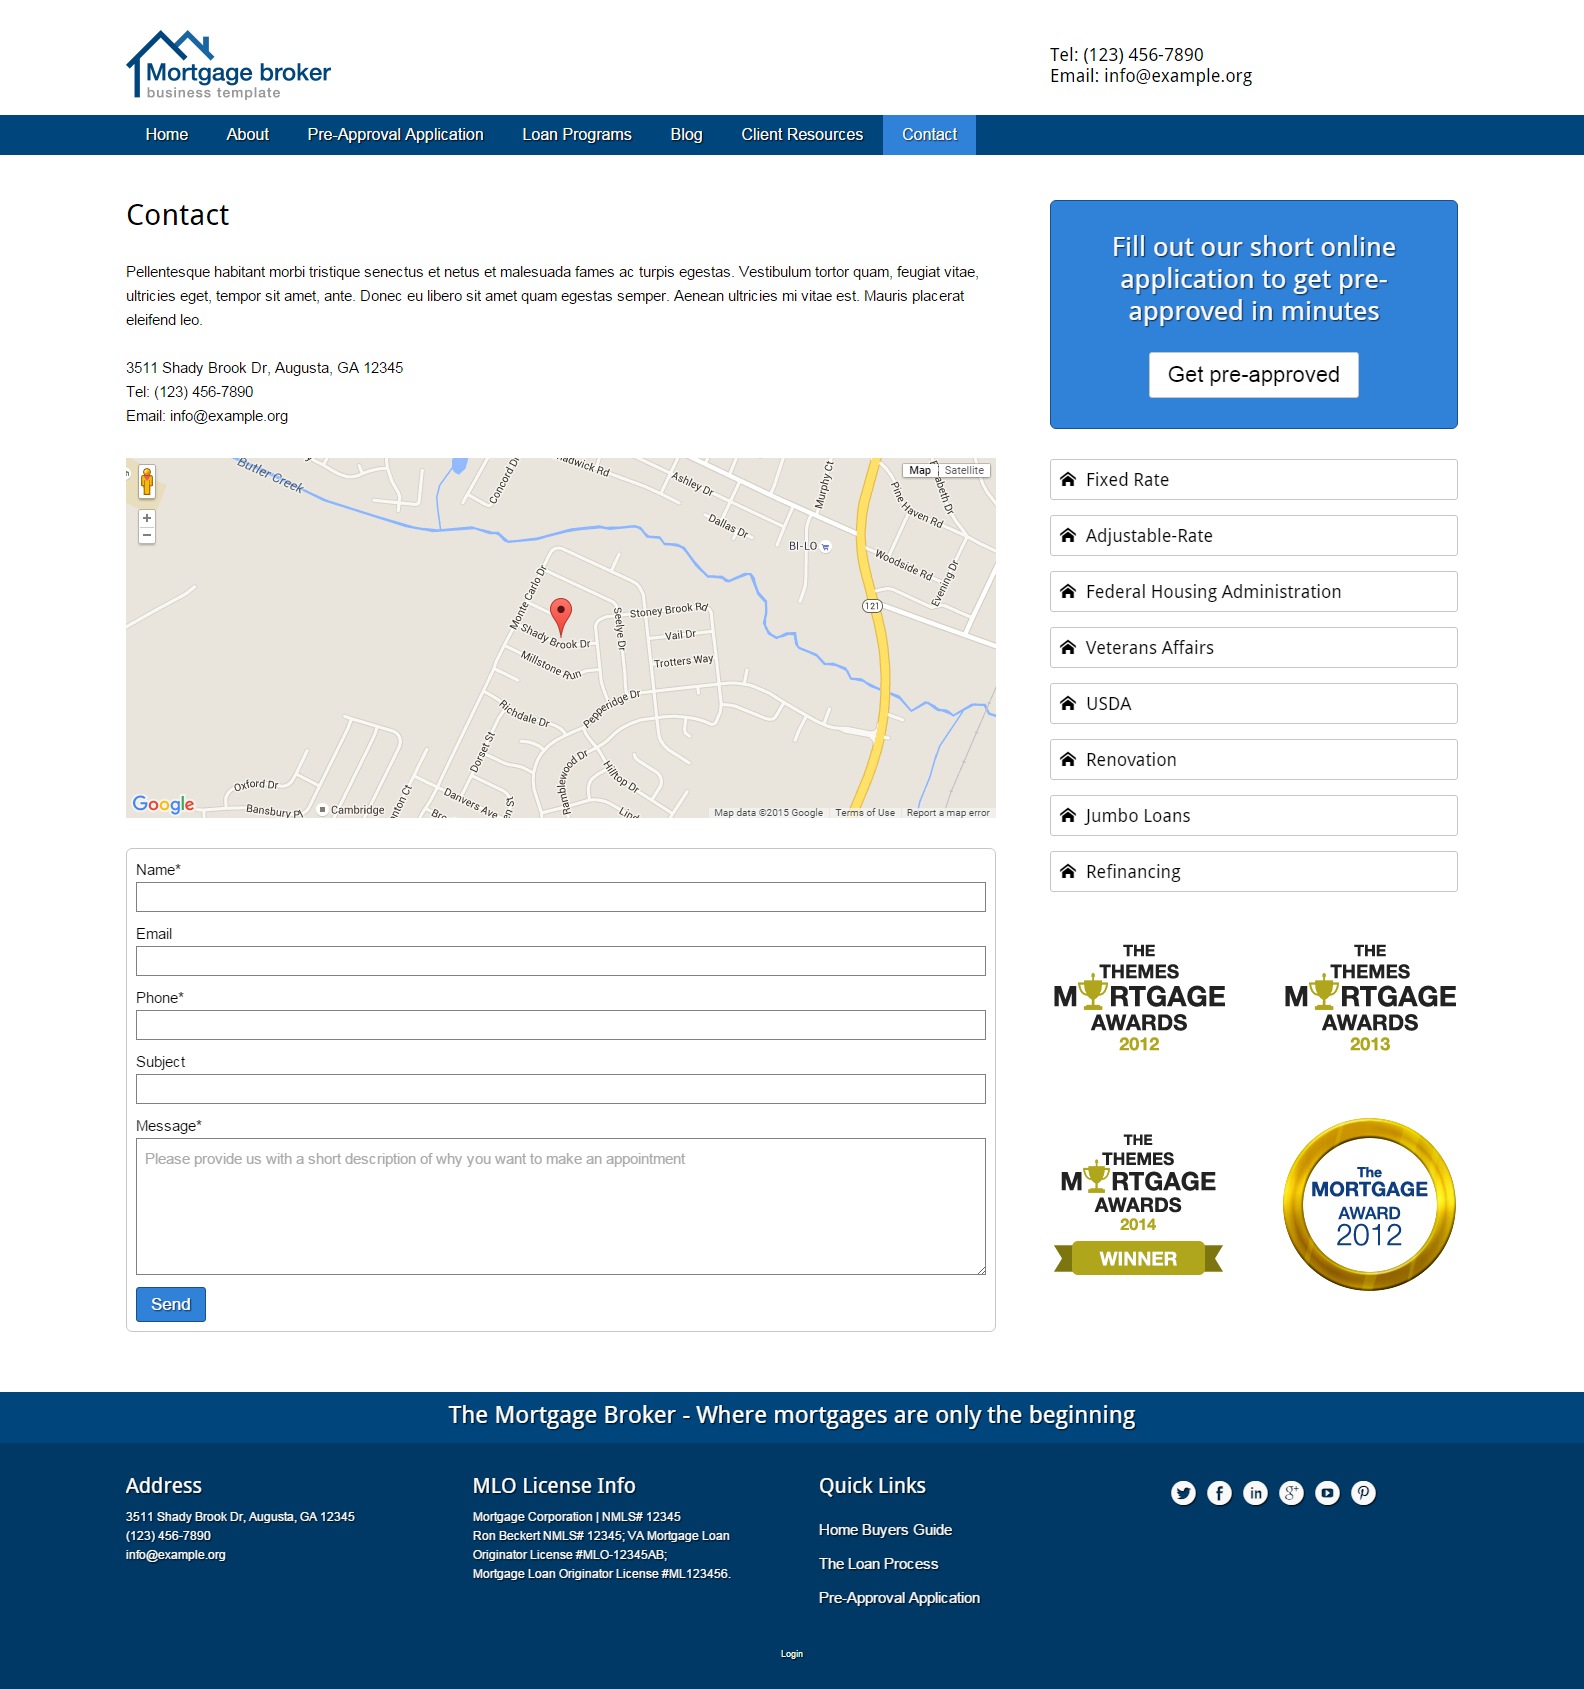 Mortgage broker
business template
Tel: (123) 456-7890
Email: info@example.org
Home About Pre-Approval Application Loan Programs Blog Client Resources Contact
Contact
Pellentesque habitant morbi tristique senectus et netus et malesuada fames ac turpis egestas. Vestibulum tortor quam, feugiat vitae,
ultricies eget, tempor sit amet, ante. Donec eu libero sit amet quam egestas semper. Aenean ultricies mi vitae est. Mauris placerat
eleifend leo.
3511 Shady Brook Dr, Augusta, GA 12345
Tel: (123) 456-7890
Email: info@example.org
Butler Creek
Concord Dr
adwick Rd
Ashley Dr
Dallas Dr
Murphy Ct
Map Satellite
abeth Dr
Pine Haven Rd
BI-LO
Woodside Rd
Evening Dr
121
Monte Carlo Dr
Shady Brook Dr
Seelye Dr
Stoney Brook Rd
Vail Dr
Trotters Way
Millstone Run
Pepperidge Dr
Richdale Dr
Dorset St
Ramblewood Dr
Hilltop Dr
Oxford Dr
Danvers Ave
Google
Bansbury Pl
Cambridge
nton Ct
Bro
en St
Lind
Map data ©2015 Google Terms of Use Report a map error
Name*
Email
Phone*
Subject
Message*
Please provide us with a short description of why you want to make an appointment
Send
Fill out our short online
application to get pre-
approved in minutes
Get pre-approved
Fixed Rate
Adjustable-Rate
Federal Housing Administration
Veterans Affairs
USDA
Renovation
Jumbo Loans
Refinancing
THE
THEMES
MORTGAGE
AWARDS
2012
THE
THEMES
MORTGAGE
AWARDS
2013
THE
THEMES
MORTGAGE
AWARDS
2014
WINNER
The
MORTGAGE
AWARD
2012
The Mortgage Broker - Where mortgages are only the beginning
Address
3511 Shady Brook Dr, Augusta, GA 12345
(123) 456-7890
info@example.org
MLO License Info
Mortgage Corporation | NMLS# 12345
Ron Beckert NMLS# 12345; VA Mortgage Loan
Originator License #MLO-12345AB;
Mortgage Loan Originator License #ML123456.
Quick Links
Home Buyers Guide
The Loan Process
Pre-Approval Application
Login